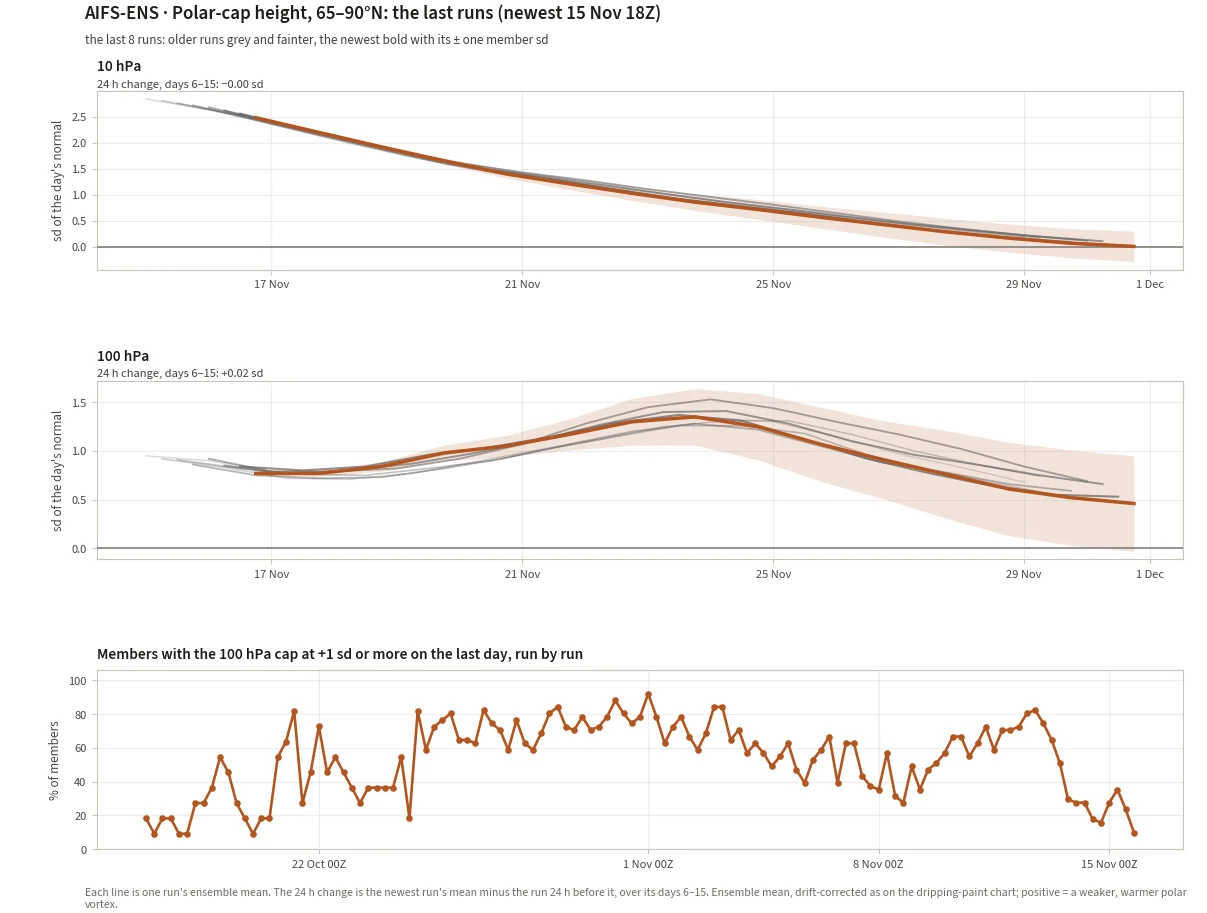 AIFS-ENS · Polar-cap height, 65–90°N: the last runs (newest 15 Nov 18Z)
the last 8 runs: older runs grey and fainter, the newest bold with its ± one member sd
10 hPa
24 h change, days 6–15: −0.00 sd
sd of the day's normal
2.5
2.0
1.5
1.0
0.5
0.0
17 Nov
21 Nov
25 Nov
29 Nov
1 Dec
100 hPa
24 h change, days 6–15: +0.02 sd
sd of the day's normal
1.5
1.0
0.5
0.0
17 Nov
21 Nov
25 Nov
29 Nov
1 Dec
Members with the 100 hPa cap at +1 sd or more on the last day, run by run
% of members
100
80
60
40
20
0
22 Oct 00Z
1 Nov 00Z
8 Nov 00Z
15 Nov 00Z
Each line is one run's ensemble mean. The 24 h change is the newest run's mean minus the run 24 h before it, over its days 6–15. Ensemble mean, drift-corrected as on the dripping-paint chart; positive = a weaker, warmer polar
vortex.